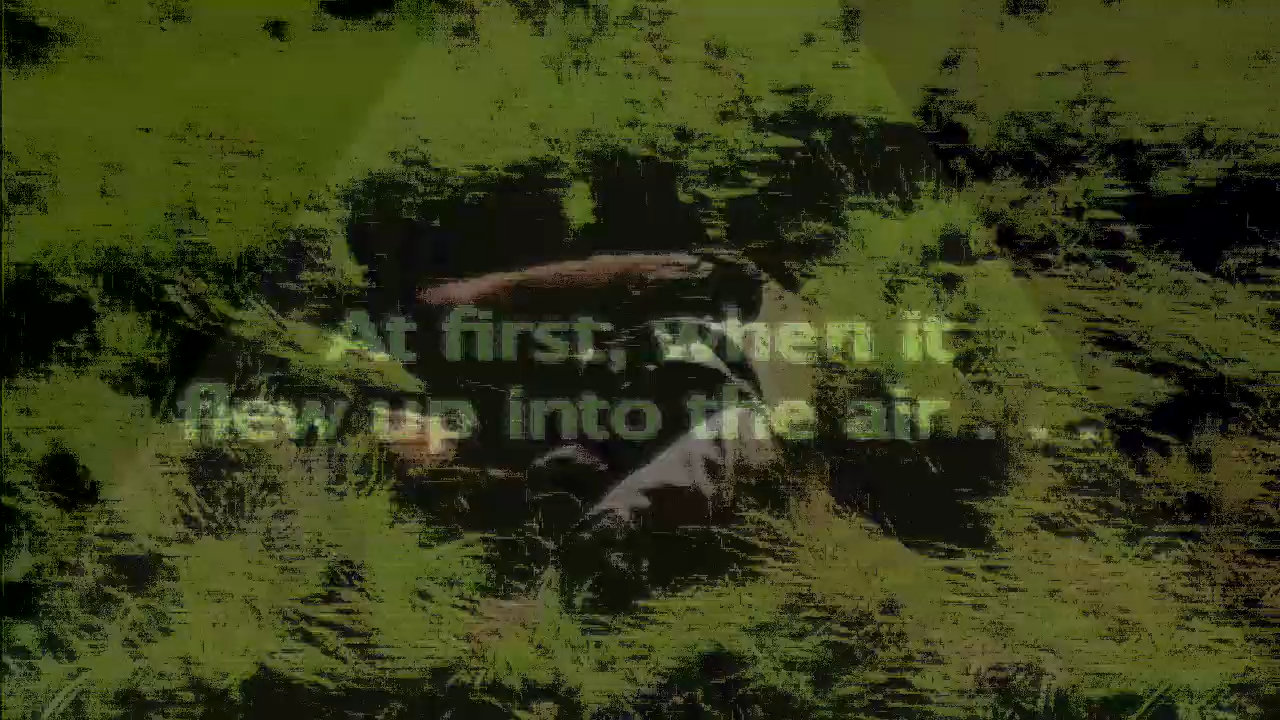 At first, when it
flew up into the air . . .